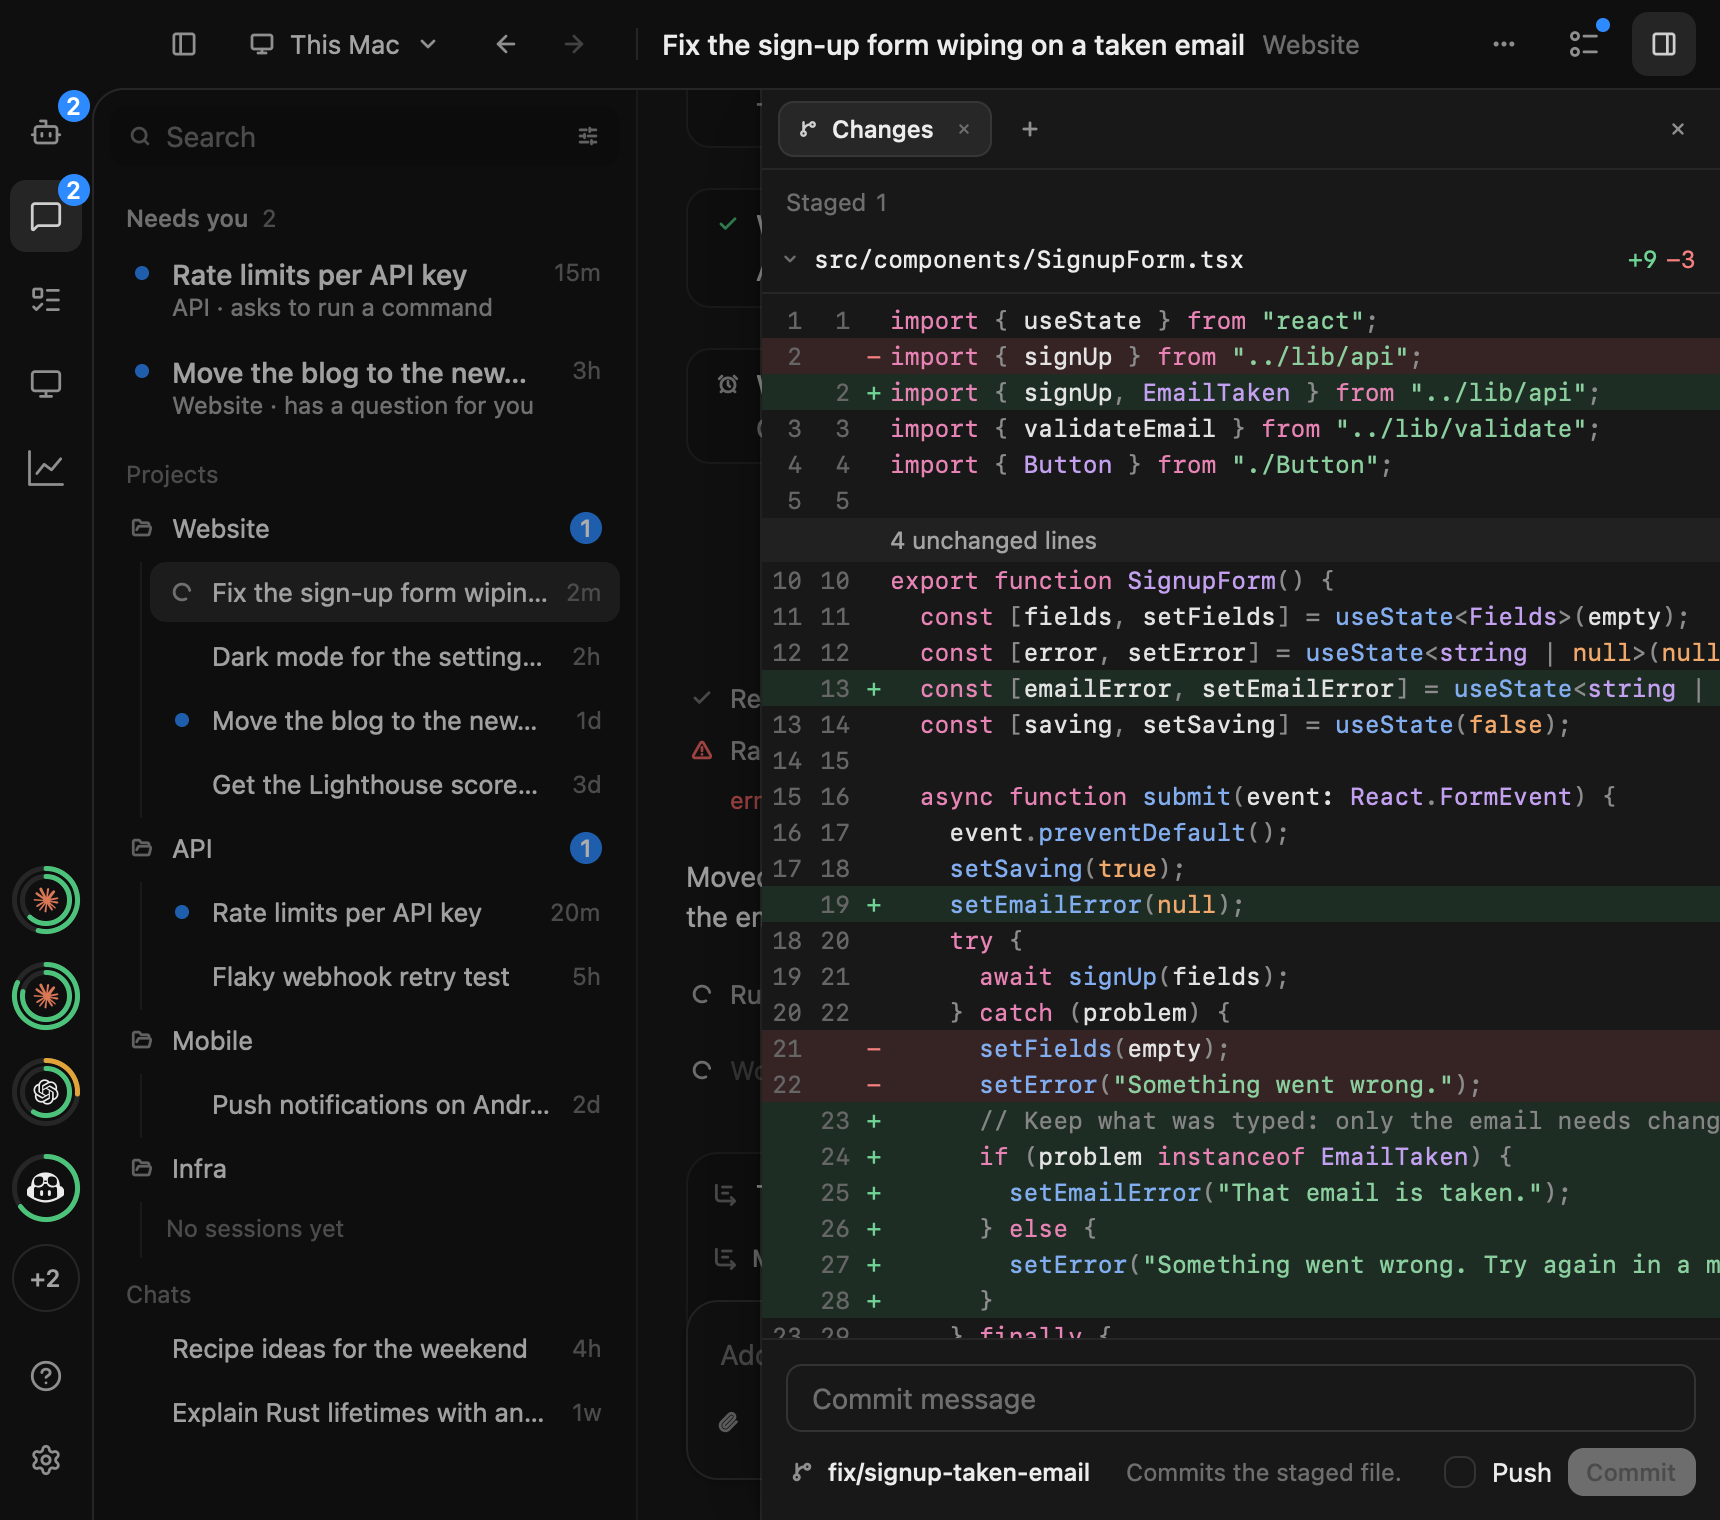 This Mac
Fix the sign-up form wiping on a taken email Website
2
2
Search
Needs you 2
Rate limits per API key 15m
API · asks to run a command
Move the blog to the new... 3h
Website · has a question for you
Projects
Website 1
Fix the sign-up form wipin... 2m
Dark mode for the setting... 2h
Move the blog to the new... 1d
Get the Lighthouse score... 3d
API 1
Rate limits per API key 20m
Flaky webhook retry test 5h
Mobile
Push notifications on Andr... 2d
Infra
No sessions yet
Chats
Recipe ideas for the weekend 4h
Explain Rust lifetimes with an... 1w
+2
Re
Ra
err
Moved
the em
Ru
Wo
Add
Changes
Staged 1
src/components/SignupForm.tsx +9 −3
1 1 import { useState } from "react";
2 − import { signUp } from "../lib/api";
2 + import { signUp, EmailTaken } from "../lib/api";
3 3 import { validateEmail } from "../lib/validate";
4 4 import { Button } from "./Button";
5 5
4 unchanged lines
10 10 export function SignupForm() {
11 11 const [fields, setFields] = useState<Fields>(empty);
12 12 const [error, setError] = useState<string | null>(null
13 + const [emailError, setEmailError] = useState<string |
13 14 const [saving, setSaving] = useState(false);
14 15
15 16 async function submit(event: React.FormEvent) {
16 17 event.preventDefault();
17 18 setSaving(true);
19 + setEmailError(null);
18 20 try {
19 21 await signUp(fields);
20 22 } catch (problem) {
21 − setFields(empty);
22 − setError("Something went wrong.");
23 + // Keep what was typed: only the email needs chang
24 + if (problem instanceof EmailTaken) {
25 + setEmailError("That email is taken.");
26 + } else {
27 + setError("Something went wrong. Try again in a m
28 + }
23 29 } finally {
Commit message
fix/signup-taken-email Commits the staged file. Push Commit